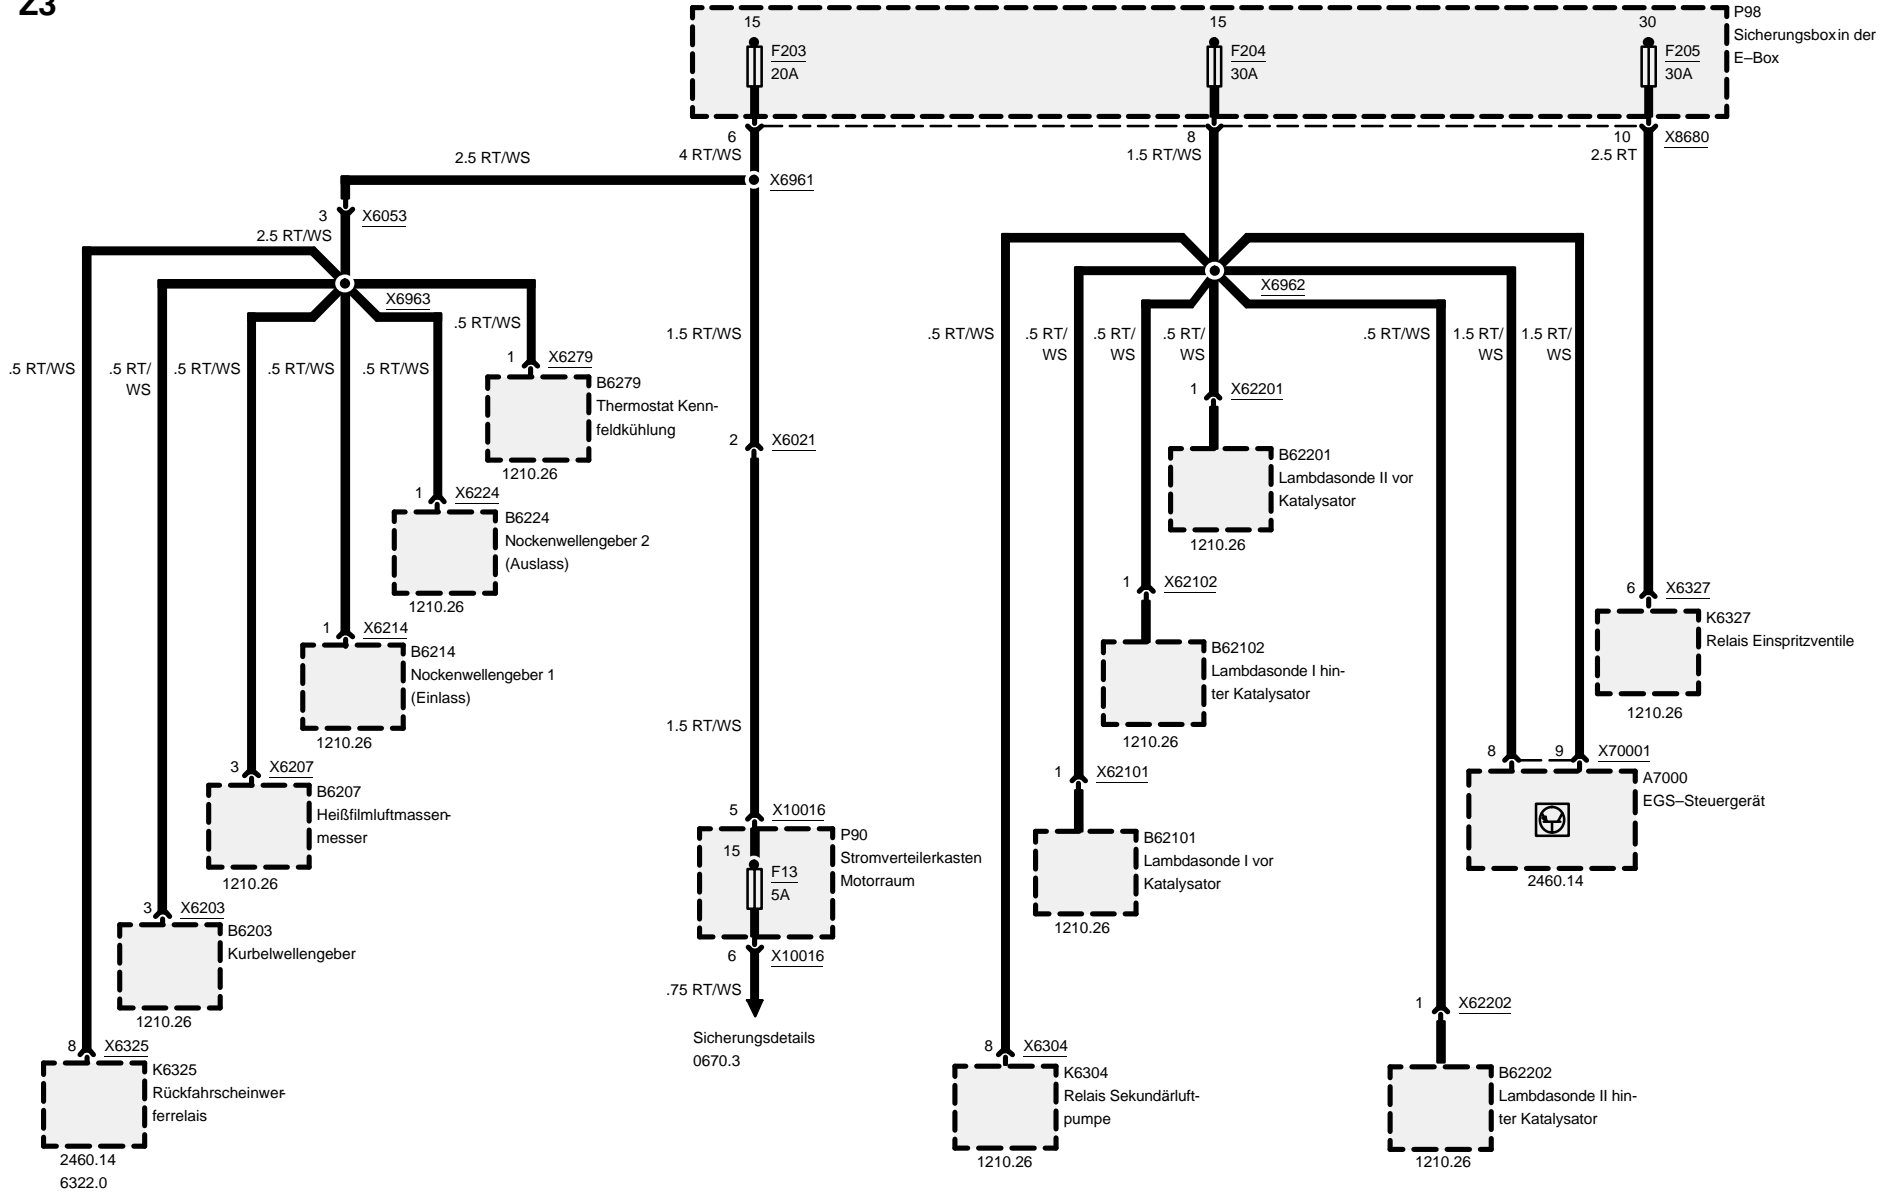 Z3
15
15
30
P98
Sicherungsbox in der
E–Box
F203
20A
F204
30A
F205
30A
6
4 RT/WS
8
1.5 RT/WS
10
X8680
2.5 RT
2.5 RT/WS
X6961
3
X6053
2.5 RT/WS
X6963
X6962
.5 RT/WS
.5 RT/
WS
.5 RT/WS
.5 RT/WS
.5 RT/WS
.5 RT/WS
1.5 RT/WS
.5 RT/WS
.5 RT/
WS
.5 RT/
WS
.5 RT/
WS
.5 RT/WS
1.5 RT/
WS
1.5 RT/
WS
1
X6279
B6279
Thermostat Kenn-
feldkühlung
1210.26
1
X62201
B62201
Lambdasonde II vor
Katalysator
1210.26
2
X6021
1
X6224
B6224
Nockenwellengeber 2
(Auslass)
1210.26
1
X62102
B62102
Lambdasonde I hin-
ter Katalysator
1210.26
6
X6327
K6327
Relais Einspritzventile
1210.26
1
X6214
B6214
Nockenwellengeber 1
(Einlass)
1210.26
1.5 RT/WS
3
X6207
B6207
Heißfilmluftmassen-
messer
1210.26
1
X62101
B62101
Lambdasonde I vor
Katalysator
1210.26
8
9
X70001
A7000
EGS–Steuergerät
2460.14
5
X10016
P90
Stromverteilerkasten
Motorraum
15
F13
5A
6
X10016
.75 RT/WS
Sicherungsdetails
0670.3
3
X6203
B6203
Kurbelwellengeber
1210.26
8
X6325
K6325
Rückfahrscheinwer-
ferrelais
2460.14
6322.0
8
X6304
K6304
Relais Sekundärluft-
pumpe
1210.26
1
X62202
B62202
Lambdasonde II hin-
ter Katalysator
1210.26